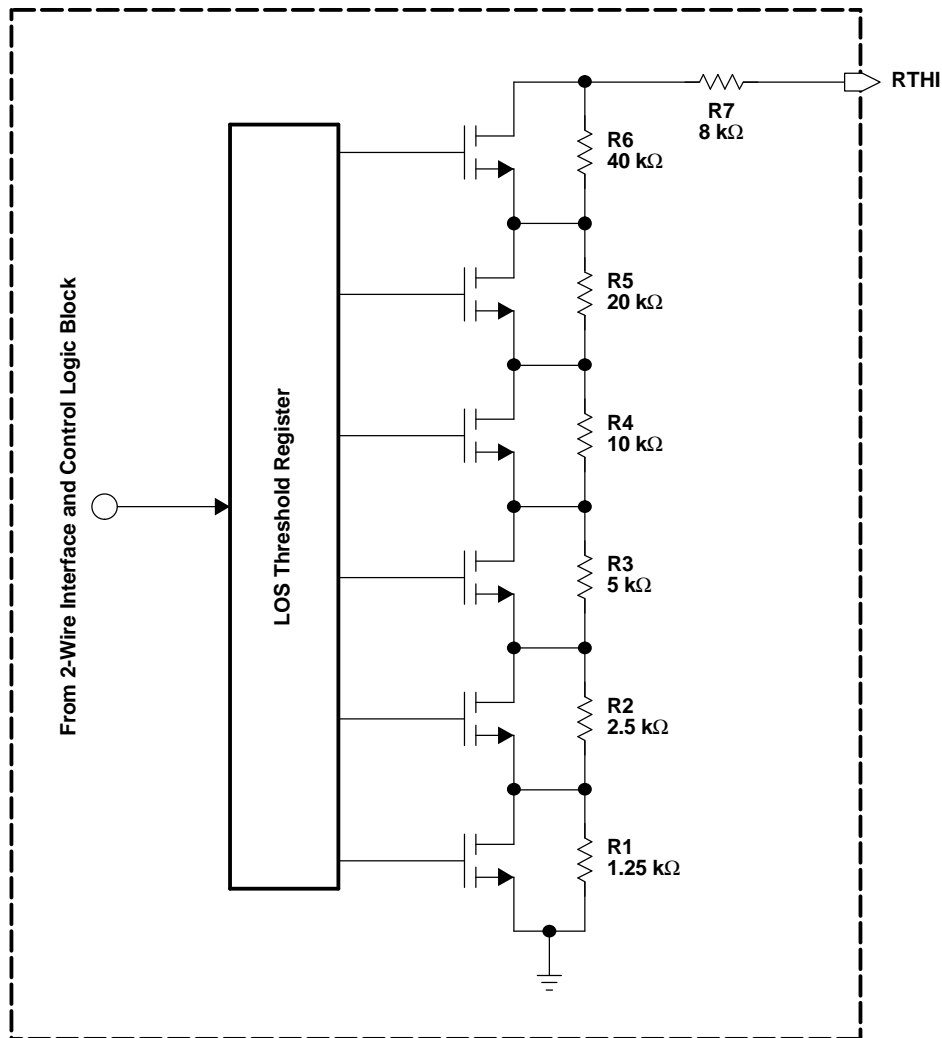 RTHI
R7
8 kΩ
R6
40 kΩ
R5
20 kΩ
R4
10 kΩ
R3
5 kΩ
R2
2.5 kΩ
R1
1.25 kΩ
LOS Threshold Register
From 2-Wire Interface and Control Logic Block